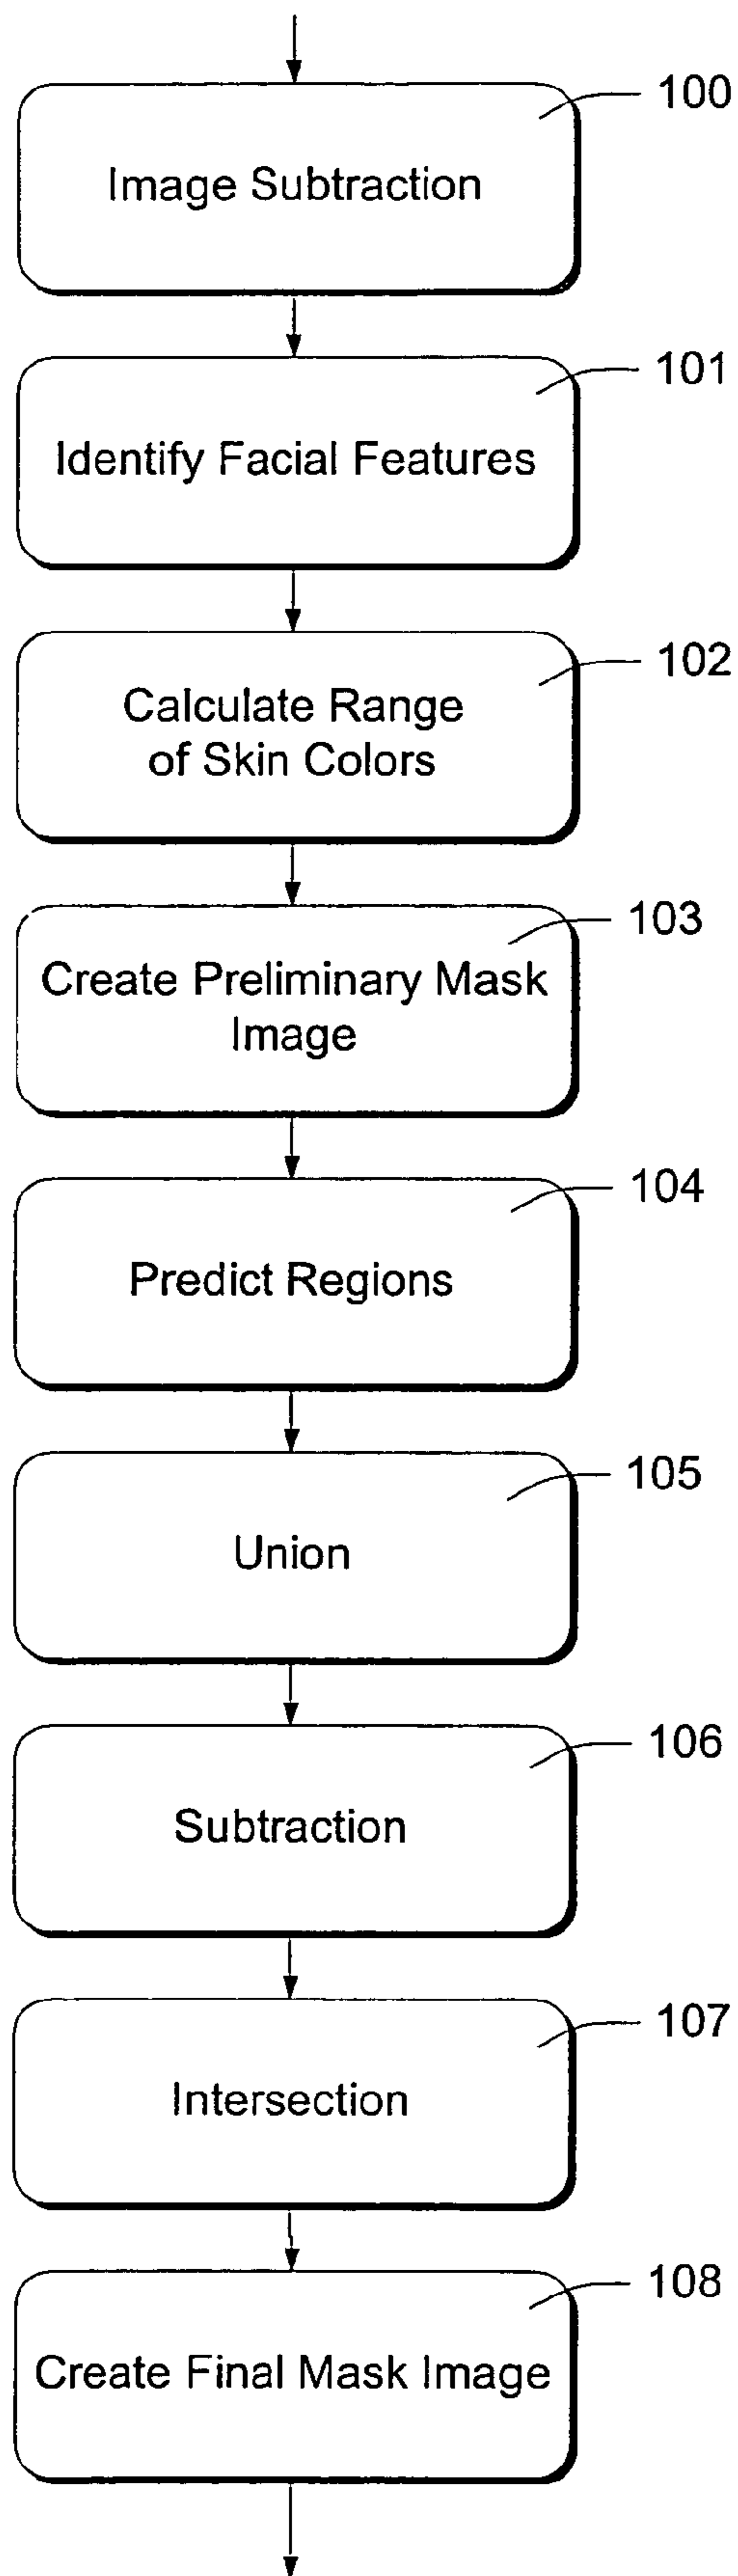 100
Image Subtraction
101
Identify Facial Features
102
Calculate Range
of Skin Colors
103
Create Preliminary Mask
Image
104
Predict Regions
105
Union
106
Subtraction
107
Intersection
108
Create Final Mask Image